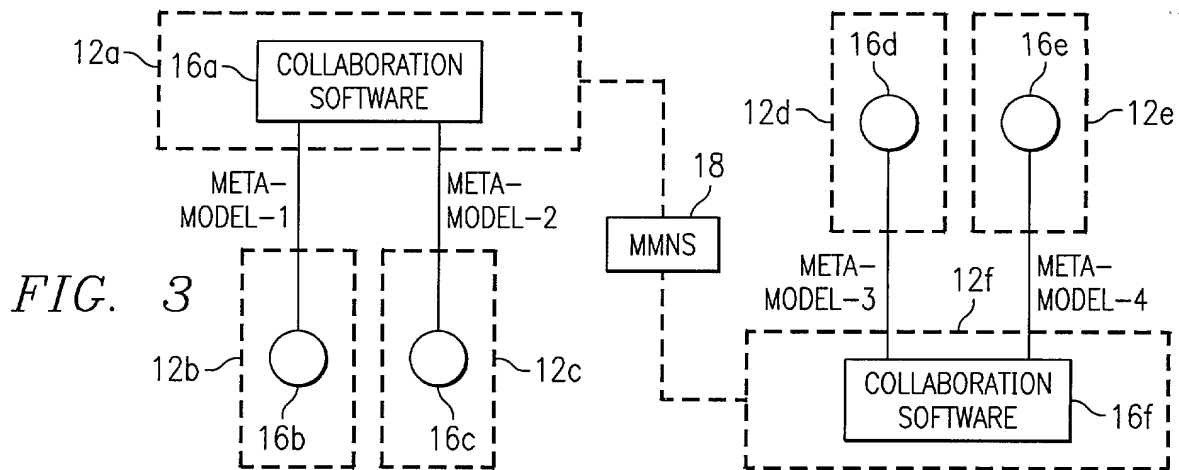 12a
16a
COLLABORATION
SOFTWARE
META-
MODEL-1
META-
MODEL-2
FIG. 3
12b
16b
16c
12c
18
MMNS
16d
16e
12d
12e
META-
MODEL-3
META-
MODEL-4
12f
COLLABORATION
SOFTWARE
16f